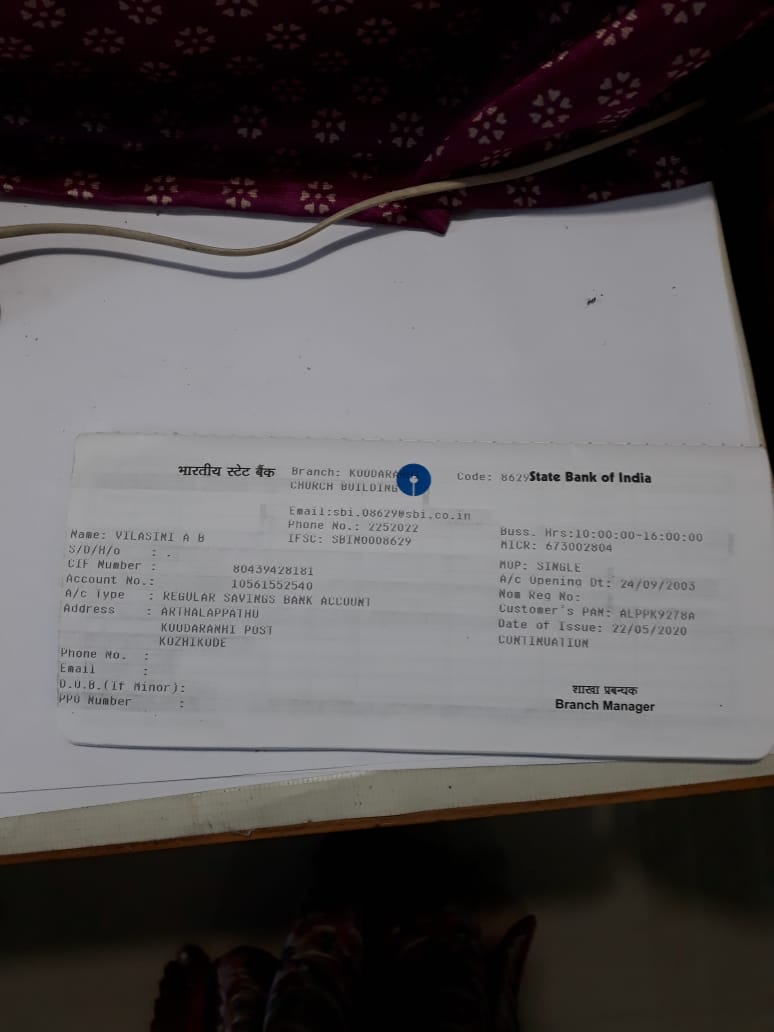 भारतीय स्टेट बैंक Branch: KOODARA Code: 8629 State Bank of India
CHURCH BUILDING
Email:sbi.08629@sbi.co.in
Phone No.: 2252022 Buss. Hrs:10:00:00-16:00:00
IFSC: SBIN0008629 MICR: 673002804
Name: VILASINI A B
S/D/H/o : .
CIF Number : 80439428181 MOP: SINGLE
Account No.: 10561552540 A/c Opening Dt: 24/09/2003
A/c Type : REGULAR SAVINGS BANK ACCOUNT Nom Reg No:
Address : ARTHALAPPATHU Customer's PAN: ALPPK9278A
KOODARANHI POST Date of Issue: 22/05/2020
KOZHIKODE CONTINUATION
Phone No. :
Email :
D.O.B.(If Minor): शाखा प्रबन्धक
PPO Number : Branch Manager